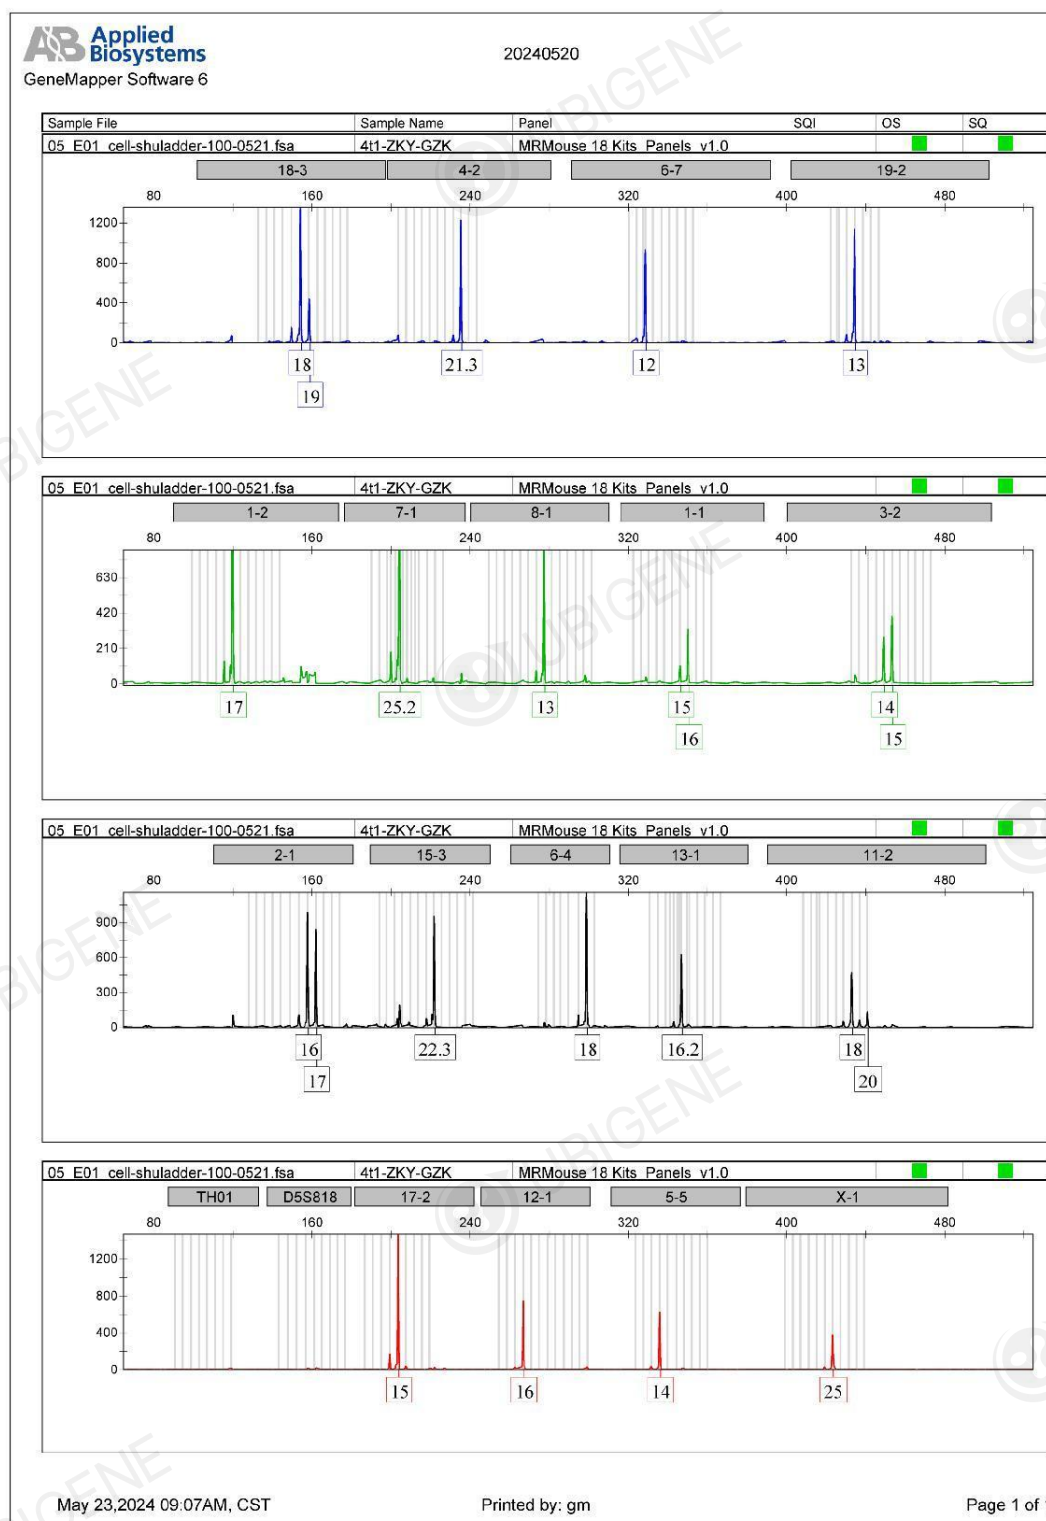 AB Applied
Biosystems
GeneMapper Software 6
20240520
Sample File Sample Name Panel SQI OS SQ
05_E01_cell-shuladder-100-0521.fsa 4t1-ZKY-GZK MRMouse 18 Kits_Panels_v1.0
18-3 4-2 6-7 19-2
80 160 240 320 400 480
1200
800
400
0
18 21.3 12 13
19
05_E01_cell-shuladder-100-0521.fsa 4t1-ZKY-GZK MRMouse 18 Kits_Panels_v1.0
1-2 7-1 8-1 1-1 3-2
80 160 240 320 400 480
630
420
210
0
17 25.2 13 15 14
16 15
05_E01_cell-shuladder-100-0521.fsa 4t1-ZKY-GZK MRMouse 18 Kits_Panels_v1.0
2-1 15-3 6-4 13-1 11-2
80 160 240 320 400 480
900
600
300
0
16 22.3 18 16.2 18
17 20
05_E01_cell-shuladder-100-0521.fsa 4t1-ZKY-GZK MRMouse 18 Kits_Panels_v1.0
TH01 D5S818 17-2 12-1 5-5 X-1
80 160 240 320 400 480
1200
800
400
0
15 16 14 25
May 23,2024 09:07AM, CST Printed by: gm Page 1 of
UBIGENE
UBIGENE
UBIGENE
UBIGENE
UBIGENE
UBIGENE